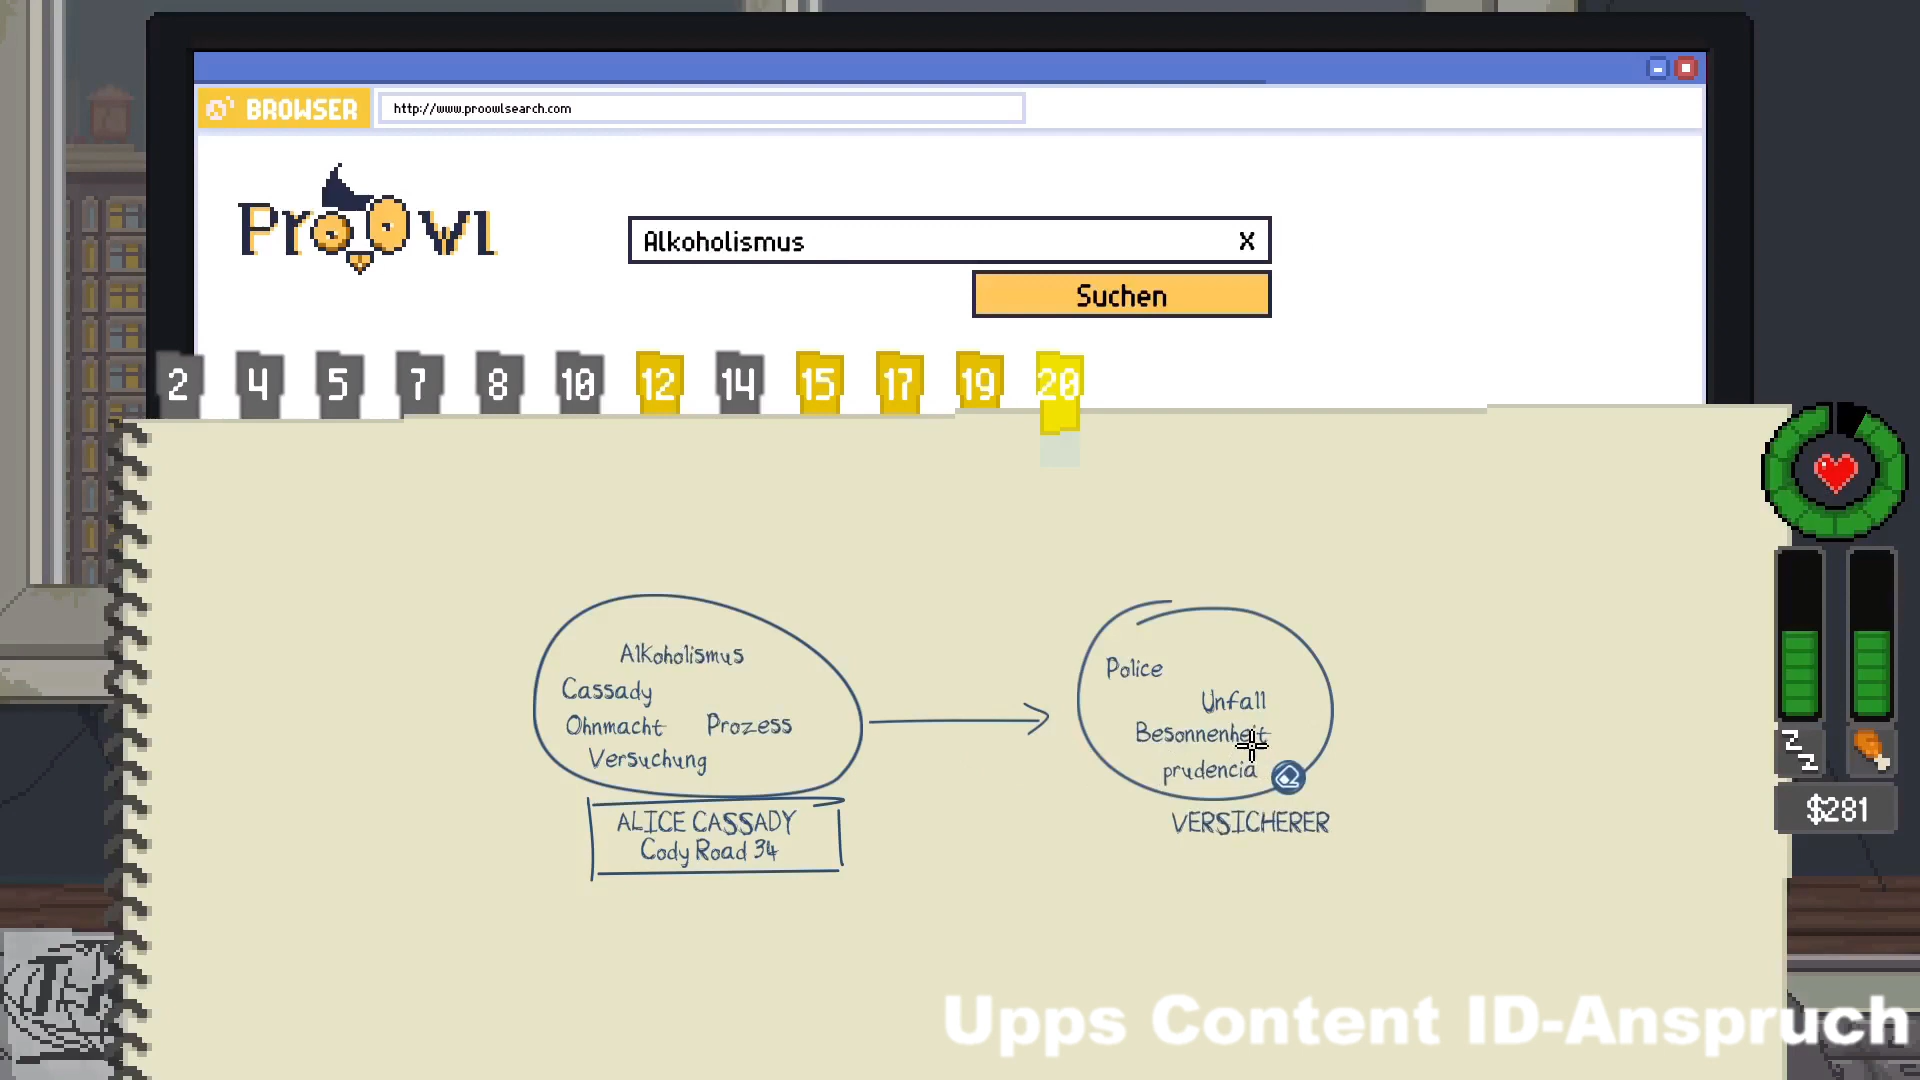 BROWSER
http://www.proowlsearch.com
ProOwl
Alkoholismus X
Suchen
2 4 5 7 8 10 12 14 15 17 19 20
Alkoholismus
Cassady
Ohnmacht Prozess
Versuchung
ALICE CASSADY
Cody Road 34
Police
Unfall
Besonnenheit
prudencia
VERSICHERER
$281
Upps Content ID-Anspruch